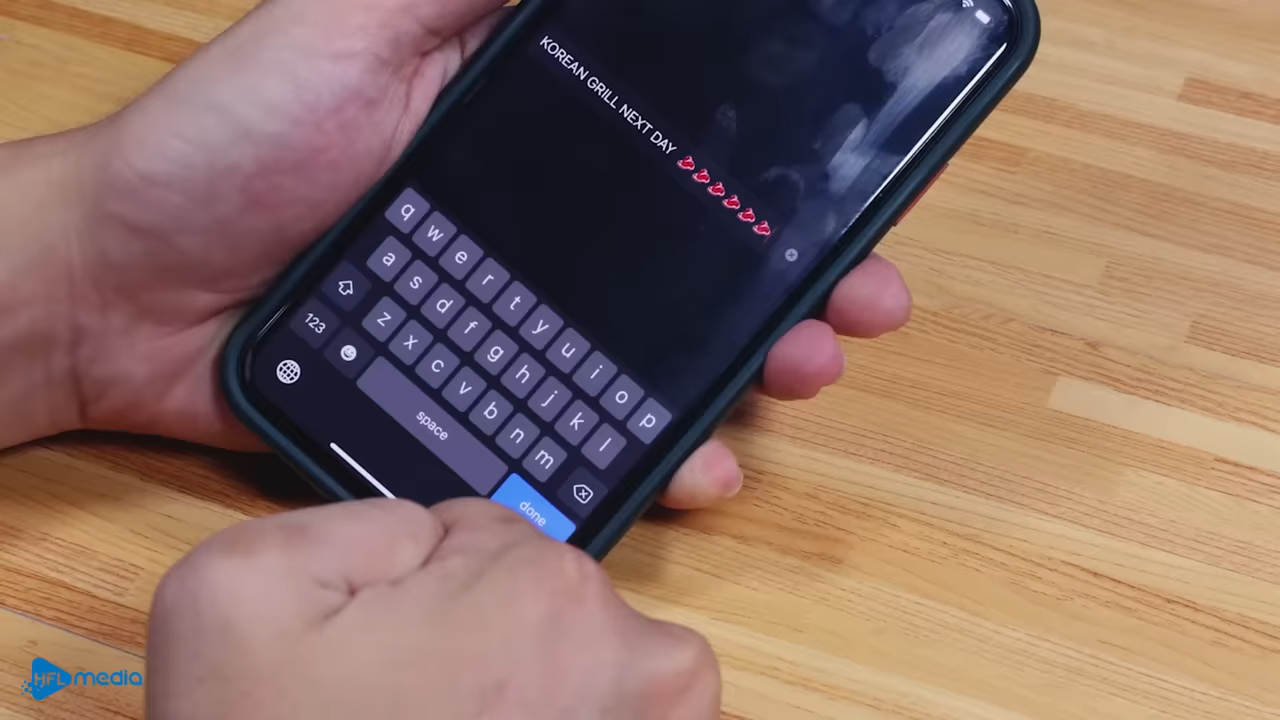 KOREAN GRILL NEXT DAY 🥩🥩🥩🥩🥩🥩
q w e r t y u i o p
a s d f g h j k l
z x c v b n m
123 space done
HFL media